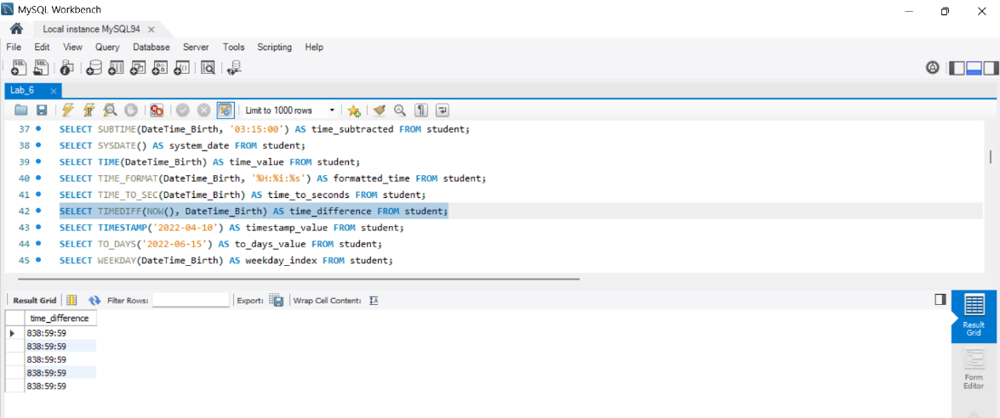 MySQL Workbench
Local instance MySQL94
File Edit View Query Database Server Tools Scripting Help
Lab_6
Limit to 1000 rows
37 SELECT SUBTIME(DateTime_Birth, '03:15:00') AS time_subtracted FROM student;
38 SELECT SYSDATE() AS system_date FROM student;
39 SELECT TIME(DateTime_Birth) AS time_value FROM student;
40 SELECT TIME_FORMAT(DateTime_Birth, '%H:%i:%s') AS formatted_time FROM student;
41 SELECT TIME_TO_SEC(DateTime_Birth) AS time_to_seconds FROM student;
42 SELECT TIMEDIFF(NOW(), DateTime_Birth) AS time_difference FROM student;
43 SELECT TIMESTAMP('2022-04-10') AS timestamp_value FROM student;
44 SELECT TO_DAYS('2022-06-15') AS to_days_value FROM student;
45 SELECT WEEKDAY(DateTime_Birth) AS weekday_index FROM student;
Result Grid Filter Rows: Export: Wrap Cell Content: IA
time_difference
838:59:59
838:59:59
838:59:59
838:59:59
838:59:59
Result
Grid
Form
Editor